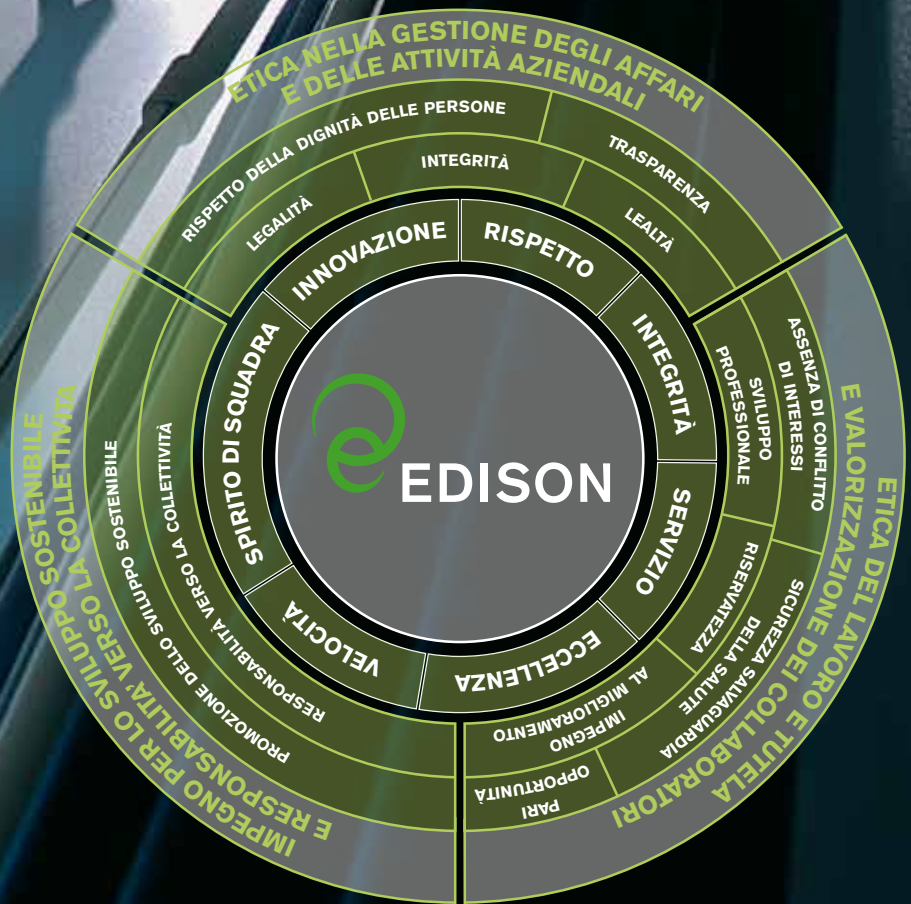 ETICA NELLA GESTIONE DEGLI AFFARI
E DELLE ATTIVITÀ AZIENDALI
RISPETTO DELLA DIGNITÀ DELLE PERSONE
TRASPARENZA
LEGALITÀ
INTEGRITÀ
LEALTÀ
ETICA DEL LAVORO E TUTELA
E VALORIZZAZIONE DEI COLLABORATORI
ASSENZA DI CONFLITTO
DI INTERESSI
SVILUPPO
PROFESSIONALE
RISERVATEZZA
SICUREZZA SALVAGUARDIA
DELLA SALUTE
IMPEGNO
AL MIGLIORAMENTO
PARI
OPPORTUNITÀ
IMPEGNO PER LO SVILUPPO SOSTENIBILE
E RESPONSABILITA' VERSO LA COLLETTIVITA
PROMOZIONE DELLO SVILUPPO SOSTENIBILE
RESPONSABILITÀ VERSO LA COLLETTIVITÀ
INNOVAZIONE
RISPETTO
INTEGRITÀ
SERVIZIO
ECCELLENZA
VELOCITÀ
SPIRITO DI SQUADRA
EDISON